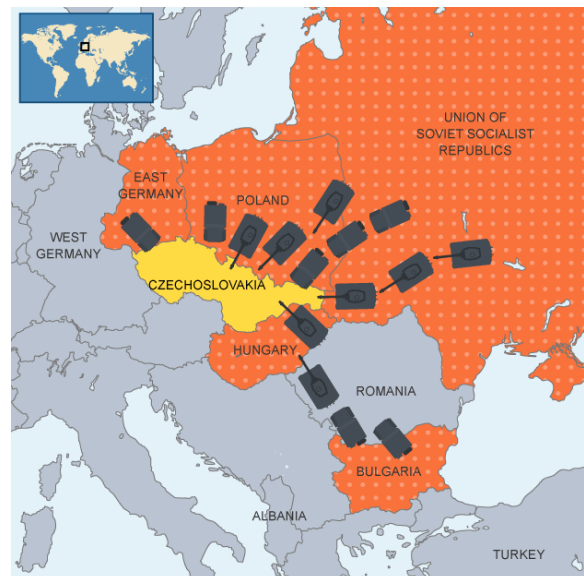 UNION OF
SOVIET SOCIALIST
REPUBLICS
EAST
GERMANY
POLAND
WEST
GERMANY
CZECHOSLOVAKIA
HUNGARY
ROMANIA
BULGARIA
ALBANIA
TURKEY